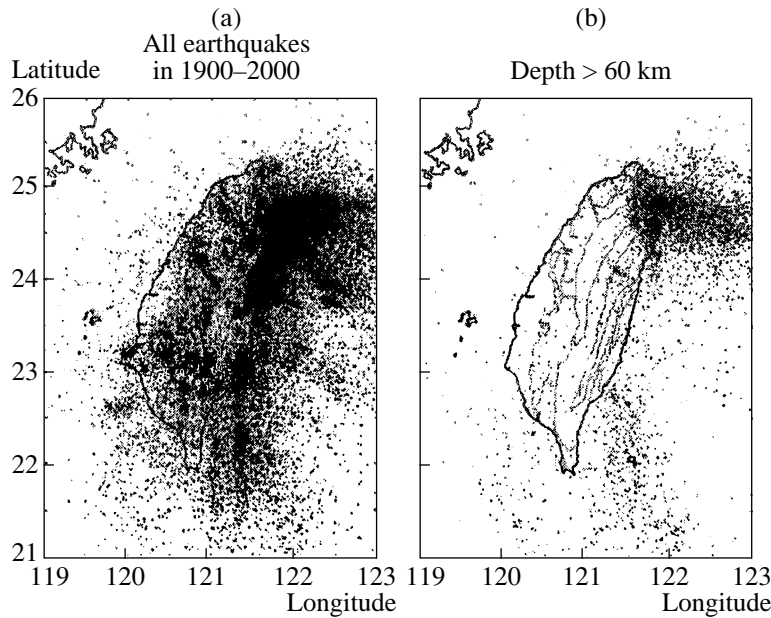 (a)
All earthquakes
in 1900–2000
Latitude
26
25
24
23
22
21
119
120
121
122
123
Longitude
(b)
Depth > 60 km
119
120
121
122
123
Longitude